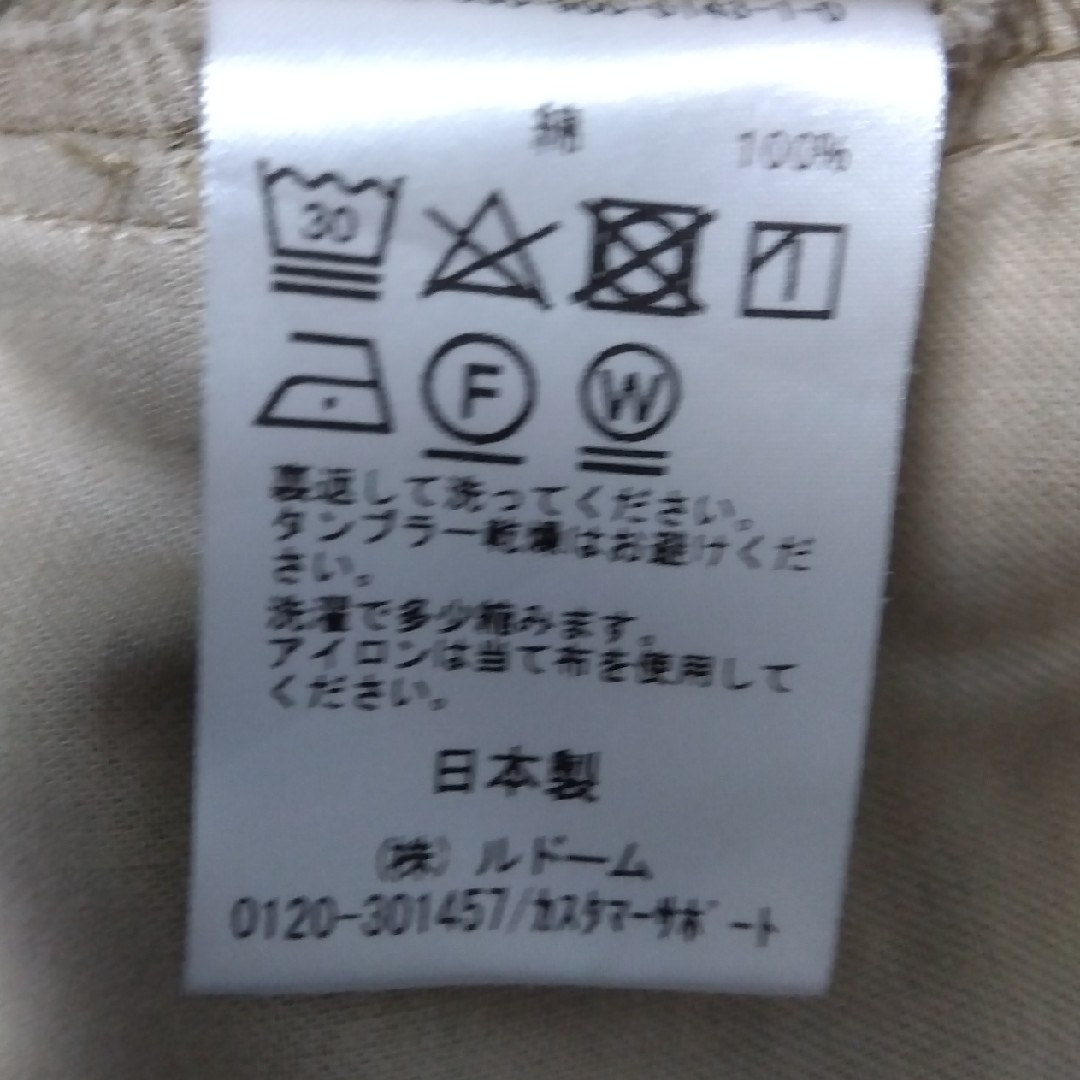 綿 100%
30
F W
裏返して洗ってください。
タンブラー乾燥はお避けくだ
さい。
洗濯で多少縮みます。
アイロンは当て布を使用して
ください。
日本製
(株) ルドーム
0120-301457/カスタマーサポート